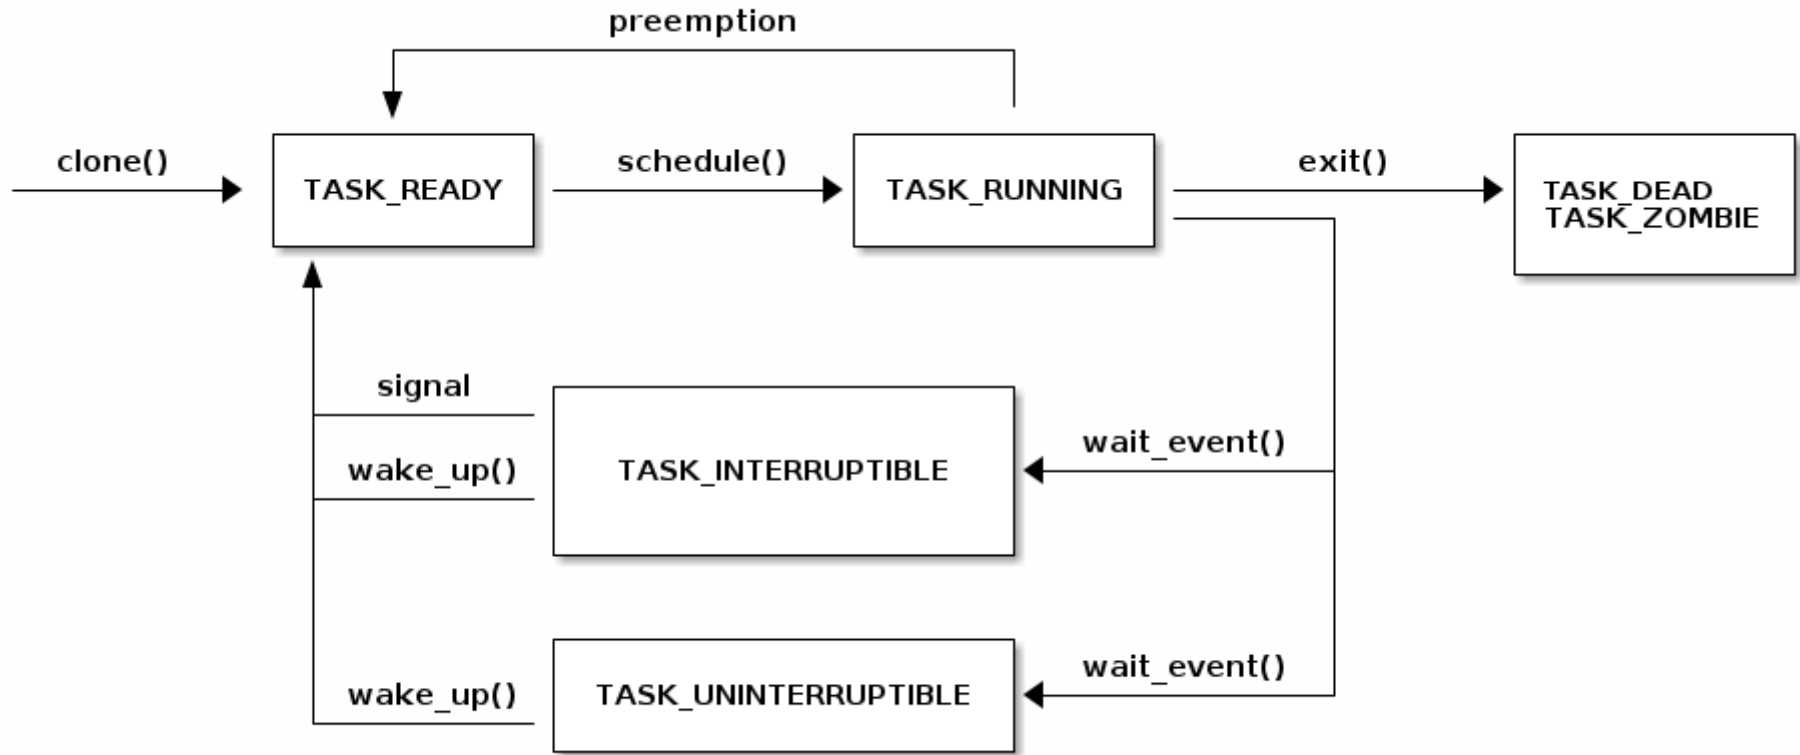 preemption
clone()
schedule()
exit()
TASK_READY
TASK_RUNNING
TASK_DEAD
TASK_ZOMBIE
signal
wait_event()
wake_up()
TASK_INTERRUPTIBLE
wait_event()
wake_up()
TASK_UNINTERRUPTIBLE